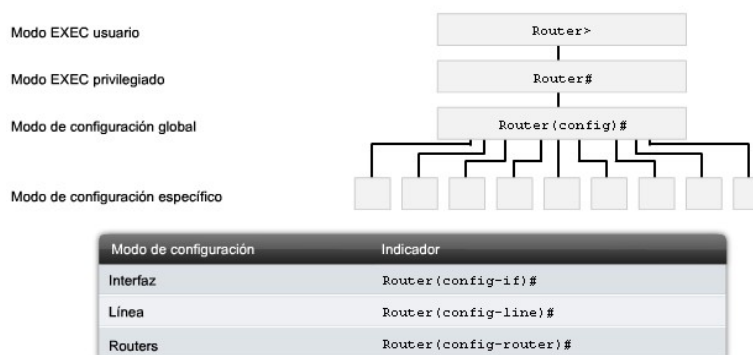 Modo EXEC usuario
Router>
Modo EXEC privilegiado
Router#
Modo de configuración global
Router(config)#
Modo de configuración específico
Modo de configuración Indicador
Interfaz Router(config-if)#
Línea Router(config-line)#
Routers Router(config-router)#